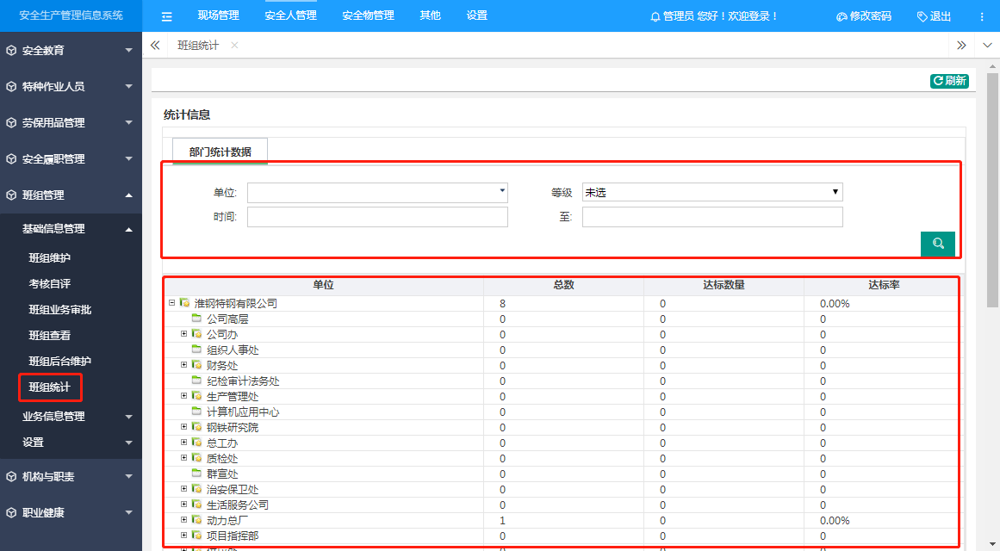 安全生产管理信息系统
现场管理 安全人管理 安全物管理 其他 设置
管理员 您好！欢迎登录！ 修改密码 退出
安全教育
特种作业人员
劳保用品管理
安全履职管理
班组管理
基础信息管理
班组维护
考核自评
班组业务审批
班组查看
班组后台维护
班组统计
业务信息管理
设置
机构与职责
职业健康
班组统计
刷新
统计信息
部门统计数据
单位: 等级 未选
时间: 至:
单位 总数 达标数量 达标率
淮钢特钢有限公司 8 0 0.00%
公司高层 0 0 0
公司办 0 0 0
组织人事处 0 0 0
财务处 0 0 0
纪检审计法务处 0 0 0
生产管理处 0 0 0
计算机应用中心 0 0 0
钢铁研究院 0 0 0
总工办 0 0 0
质检处 0 0 0
群宣处 0 0 0
治安保卫处 0 0 0
生活服务公司 0 0 0
动力总厂 1 0 0.00%
项目指挥部 0 0 0